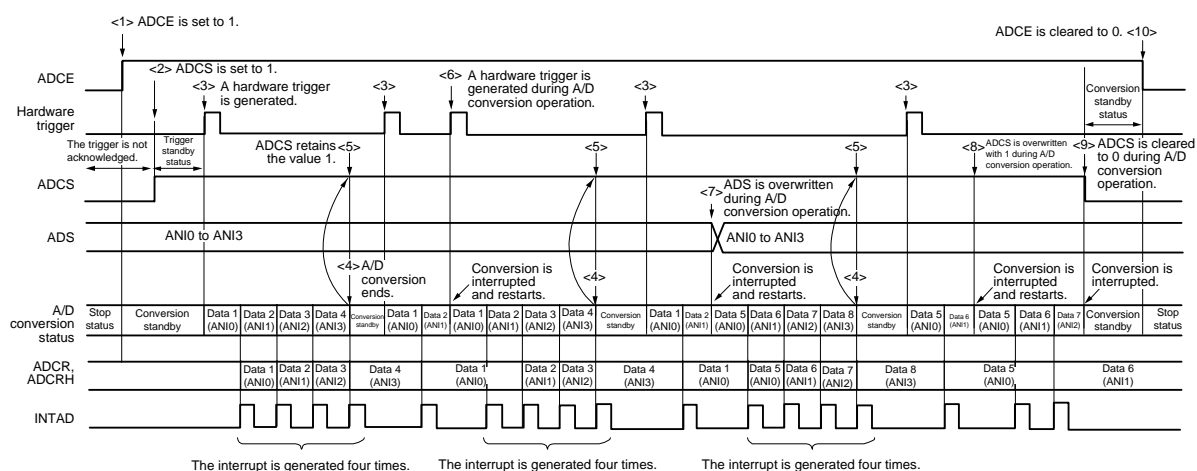 <1> ADCE is set to 1.
ADCE is cleared to 0. <10>
ADCE
<2> ADCS is set to 1.
<3> A hardware trigger
is generated.
<3>
<6> A hardware trigger is
generated during A/D
conversion operation.
<3>
<3>
Conversion
standby
status
Hardware
trigger
The trigger is not
acknowledged.
Trigger
standby
status
ADCS retains
the value 1.
<5>
<5>
<5>
<8> ADCS is overwritten
with 1 during A/D
conversion operation.
<9> ADCS is cleared
to 0 during A/D
conversion
operation.
ADCS
<7> ADS is overwritten
during A/D
conversion operation.
ADS
ANI0 to ANI3
ANI0 to ANI3
<4> A/D
conversion
ends.
Conversion is
interrupted
and restarts.
<4>
Conversion is
interrupted
and restarts.
<4>
Conversion is
interrupted
and restarts.
Conversion is
interrupted.
A/D
conversion
status
Stop
status
Conversion
standby
Data 1
(ANI0)
Data 2
(ANI1)
Data 3
(ANI2)
Data 4
(ANI3)
Conversion
standby
Data 1
(ANI0)
Data 2
(ANI1)
Data 1
(ANI0)
Data 2
(ANI1)
Data 3
(ANI2)
Data 4
(ANI3)
Conversion
standby
Data 1
(ANI0)
Data 2
(ANI1)
Data 5
(ANI0)
Data 6
(ANI1)
Data 7
(ANI2)
Data 8
(ANI3)
Conversion
standby
Data 5
(ANI0)
Data 6
(ANI1)
Data 5
(ANI0)
Data 6
(ANI1)
Data 7
(ANI2)
Conversion
standby
Stop
status
ADCR,
ADCRH
Data 1
(ANI0)
Data 2
(ANI1)
Data 3
(ANI2)
Data 4
(ANI3)
Data 1
(ANI0)
Data 2
(ANI1)
Data 3
(ANI2)
Data 4
(ANI3)
Data 1
(ANI0)
Data 5
(ANI0)
Data 6
(ANI1)
Data 7
(ANI2)
Data 8
(ANI3)
Data 5
(ANI0)
Data 6
(ANI1)
INTAD
The interrupt is generated four times.
The interrupt is generated four times.
The interrupt is generated four times.